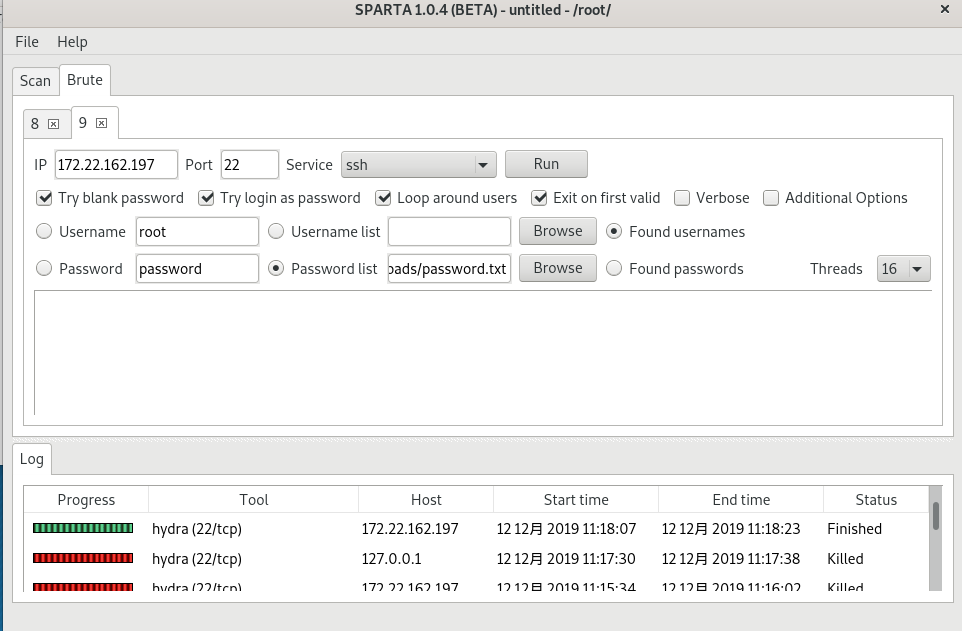 SPARTA 1.0.4 (BETA) - untitled - /root/
File Help
Scan Brute
8 9
IP 172.22.162.197 Port 22 Service ssh Run
Try blank password Try login as password Loop around users Exit on first valid Verbose Additional Options
Username root Username list Browse Found usernames
Password password Password list oads/password.txt Browse Found passwords Threads 16
Log
Progress Tool Host Start time End time Status
hydra (22/tcp) 172.22.162.197 12 12月 2019 11:18:07 12 12月 2019 11:18:23 Finished
hydra (22/tcp) 127.0.0.1 12 12月 2019 11:17:30 12 12月 2019 11:17:38 Killed
hydra (22/tcp) 172.22.162.197 12 12月 2019 11:15:34 12 12月 2019 11:16:02 Killed